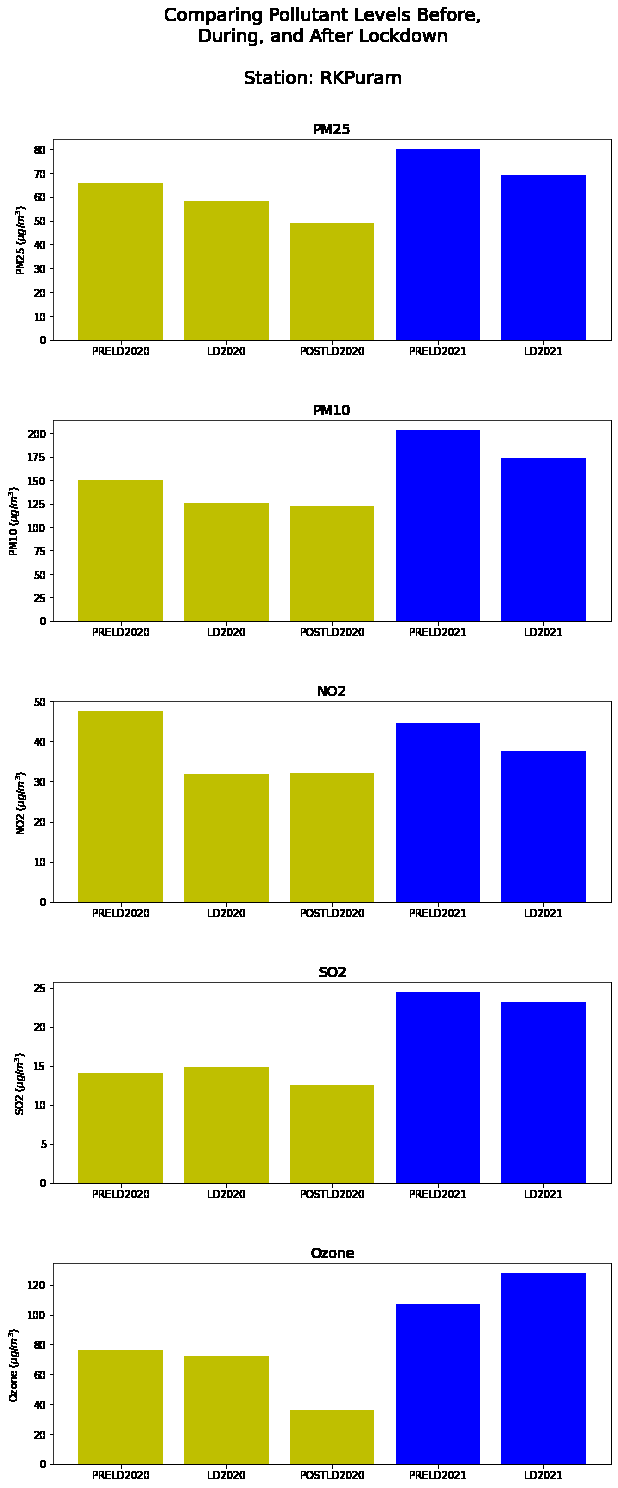 Comparing Pollutant Levels Before,
During, and After Lockdown
Station: RKPuram
PM25
80
70
60
50
40
30
20
10
0
PM25 (µg/m³)
PRELD2020 LD2020 POSTLD2020 PRELD2021 LD2021
PM10
200
175
150
125
100
75
50
25
0
PM10 (µg/m³)
PRELD2020 LD2020 POSTLD2020 PRELD2021 LD2021
NO2
50
40
30
20
10
0
NO2 (µg/m³)
PRELD2020 LD2020 POSTLD2020 PRELD2021 LD2021
SO2
25
20
15
10
5
0
SO2 (µg/m³)
PRELD2020 LD2020 POSTLD2020 PRELD2021 LD2021
Ozone
120
100
80
60
40
20
0
Ozone (µg/m³)
PRELD2020 LD2020 POSTLD2020 PRELD2021 LD2021